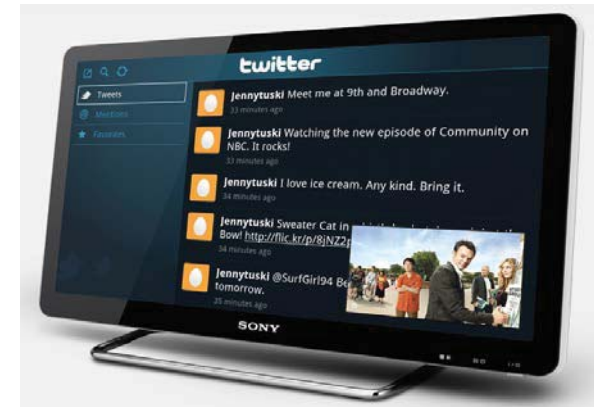 twitter
Tweets
Mentions
Favorites
Jennytuski Meet me at 9th and Broadway.
33 minutes ago
Jennytuski Watching the new episode of Community on
NBC. It rocks!
33 minutes ago
Jennytuski I love ice cream. Any kind. Bring it.
34 minutes ago
Jennytuski Sweater Cat in
Bowl! http://flic.kr/p/8jNZ2
34 minutes ago
Jennytuski @SurfGirl94
tomorrow.
35 minutes ago
SONY